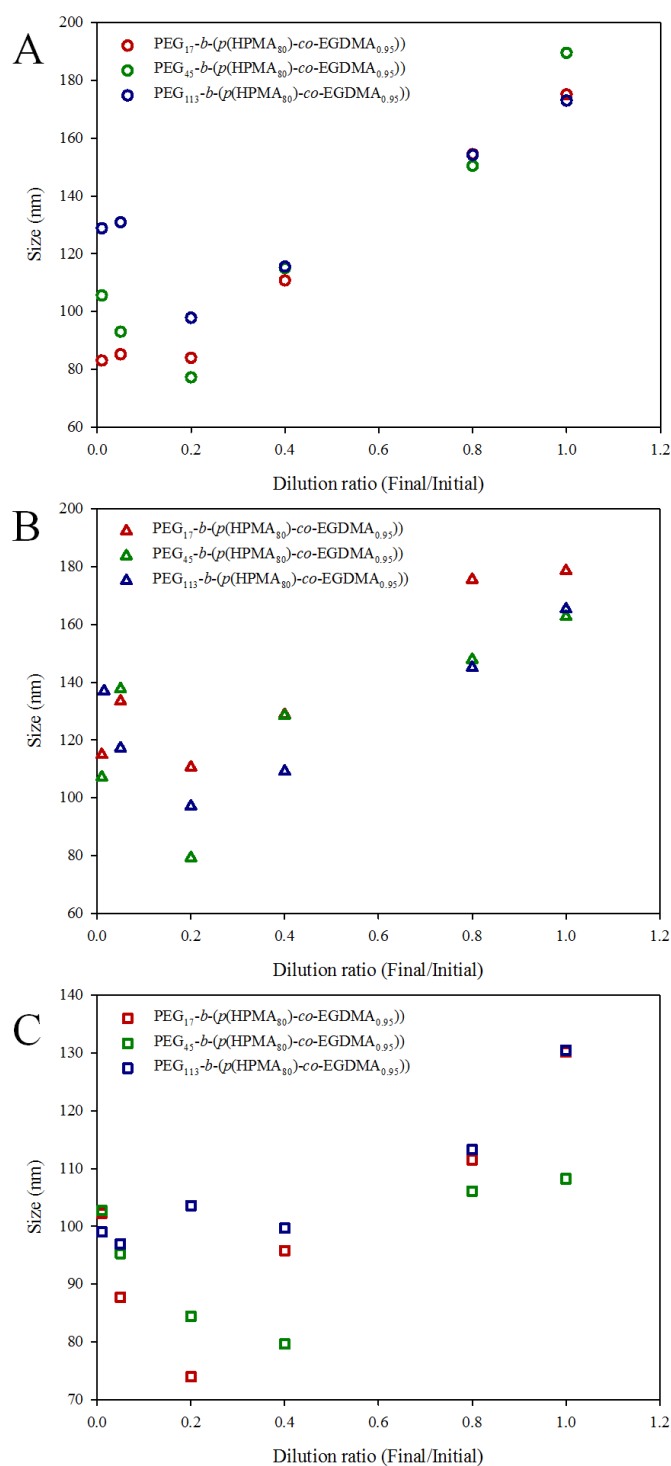 A
200
180
160
140
120
100
80
60
Size (nm)
PEG17-b-(p(HPMA80)-co-EGDMA0.95))
PEG45-b-(p(HPMA80)-co-EGDMA0.95))
PEG113-b-(p(HPMA80)-co-EGDMA0.95))
0.0 0.2 0.4 0.6 0.8 1.0 1.2
Dilution ratio (Final/Initial)
B
200
180
160
140
120
100
80
60
Size (nm)
PEG17-b-(p(HPMA80)-co-EGDMA0.95))
PEG45-b-(p(HPMA80)-co-EGDMA0.95))
PEG113-b-(p(HPMA80)-co-EGDMA0.95))
0.0 0.2 0.4 0.6 0.8 1.0 1.2
Dilution ratio (Final/Initial)
C
140
130
120
110
100
90
80
70
Size (nm)
PEG17-b-(p(HPMA80)-co-EGDMA0.95))
PEG45-b-(p(HPMA80)-co-EGDMA0.95))
PEG113-b-(p(HPMA80)-co-EGDMA0.95))
0.0 0.2 0.4 0.6 0.8 1.0 1.2
Dilution ratio (Final/Initial)